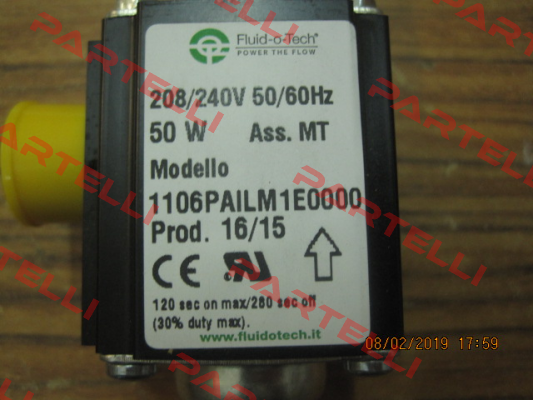 Fluid-o-Tech®
POWER THE FLOW
208/240V 50/60Hz
50 W Ass. MT
Modello
1106PAILM1E0000
Prod. 16/15
CE
120 sec on max/280 sec off
(30% duty max).
www.fluidotech.it
08/02/2019 17:59
PARTELLI
PARTELLI
PARTELLI
PARTELLI
PARTELLI